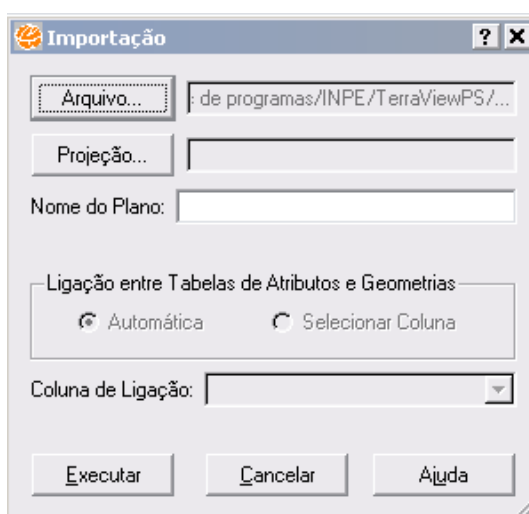 Importação
Arquivo... : de programas/INPE/TerraViewPS/...
Projeção...
Nome do Plano:
Ligação entre Tabelas de Atributos e Geometrias
Automática Selecionar Coluna
Coluna de Ligação:
Executar Cancelar Ajuda